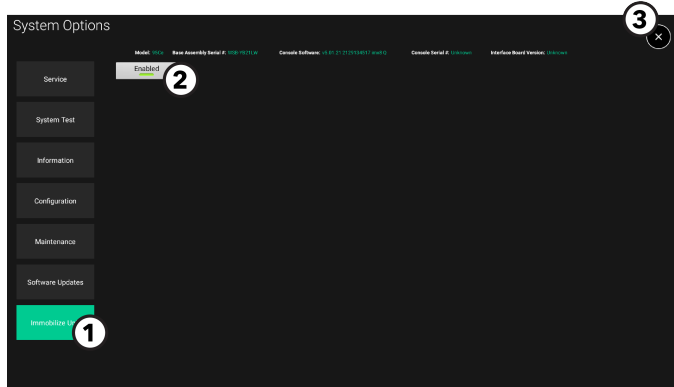 System Options
3
Model: 95Es Base Assembly Serial #: Console Software: Console Serial #: Unknown Interface Board Version: Unknown
Enabled
2
Service
System Test
Information
Configuration
Maintenance
Software Updates
Immobilize
1